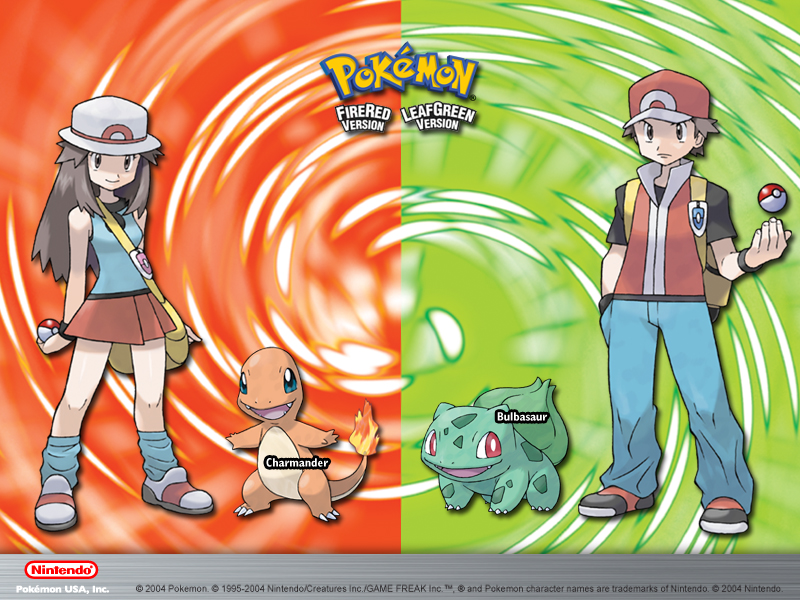 POKéMON
FIRERED
VERSION
LEAFGREEN
VERSION
Bulbasaur
Charmander
Nintendo
Pokémon USA, Inc.
© 2004 Pokemon. © 1995-2004 Nintendo/Creatures Inc./GAME FREAK Inc.™, ® and Pokemon character names are trademarks of Nintendo. © 2004 Nintendo.